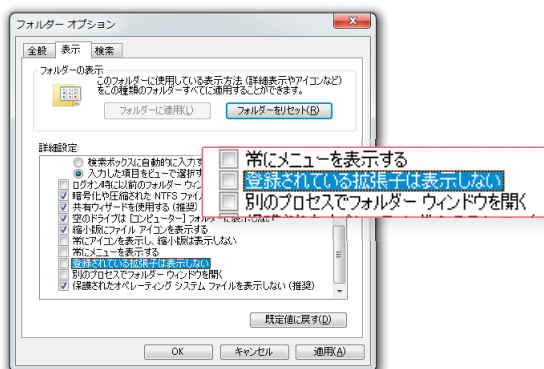 フォルダー オプション
全般 表示 検索
フォルダーの表示
このフォルダーに使用している表示方法(詳細表示やアイコンなど)
をこの種類のフォルダーすべてに適用することができます。
フォルダーに適用(L) フォルダーをリセット(R)
詳細設定:
検索ボックスに自動的に入力す
入力した項目をビューで選択す
ログオン時に以前のフォルダー ウィン
暗号化や圧縮された NTFS ファイ
共有ウィザードを使用する (推奨)
空のドライブは [コンピューター] フォルダーに表示しない
縮小版にファイル アイコンを表示する
常にアイコンを表示し、縮小版は表示しない
常にメニューを表示する
登録されている拡張子は表示しない
別のプロセスでフォルダー ウィンドウを開く
保護されたオペレーティング システム ファイルを表示しない (推奨)
常にメニューを表示する
登録されている拡張子は表示しない
別のプロセスでフォルダー ウィンドウを開く
既定値に戻す(D)
OK キャンセル 適用(A)